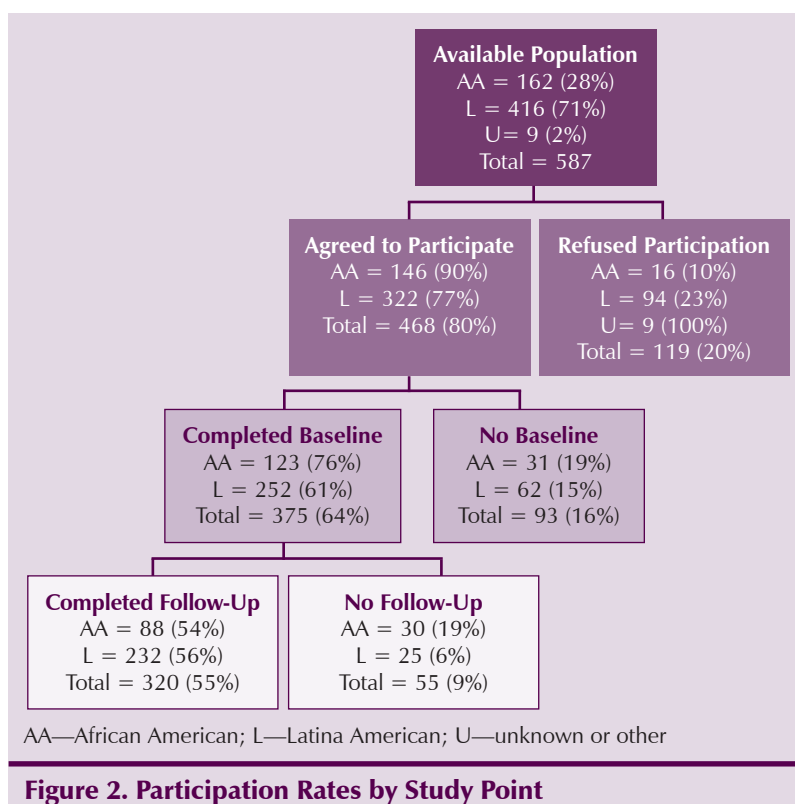 Available Population
AA = 162 (28%)
L = 416 (71%)
U= 9 (2%)
Total = 587
Agreed to Participate
AA = 146 (90%)
L = 322 (77%)
Total = 468 (80%)
Refused Participation
AA = 16 (10%)
L = 94 (23%)
U= 9 (100%)
Total = 119 (20%)
Completed Baseline
AA = 123 (76%)
L = 252 (61%)
Total = 375 (64%)
No Baseline
AA = 31 (19%)
L = 62 (15%)
Total = 93 (16%)
Completed Follow-Up
AA = 88 (54%)
L = 232 (56%)
Total = 320 (55%)
No Follow-Up
AA = 30 (19%)
L = 25 (6%)
Total = 55 (9%)
AA—African American; L—Latina American; U—unknown or other
Figure 2. Participation Rates by Study Point